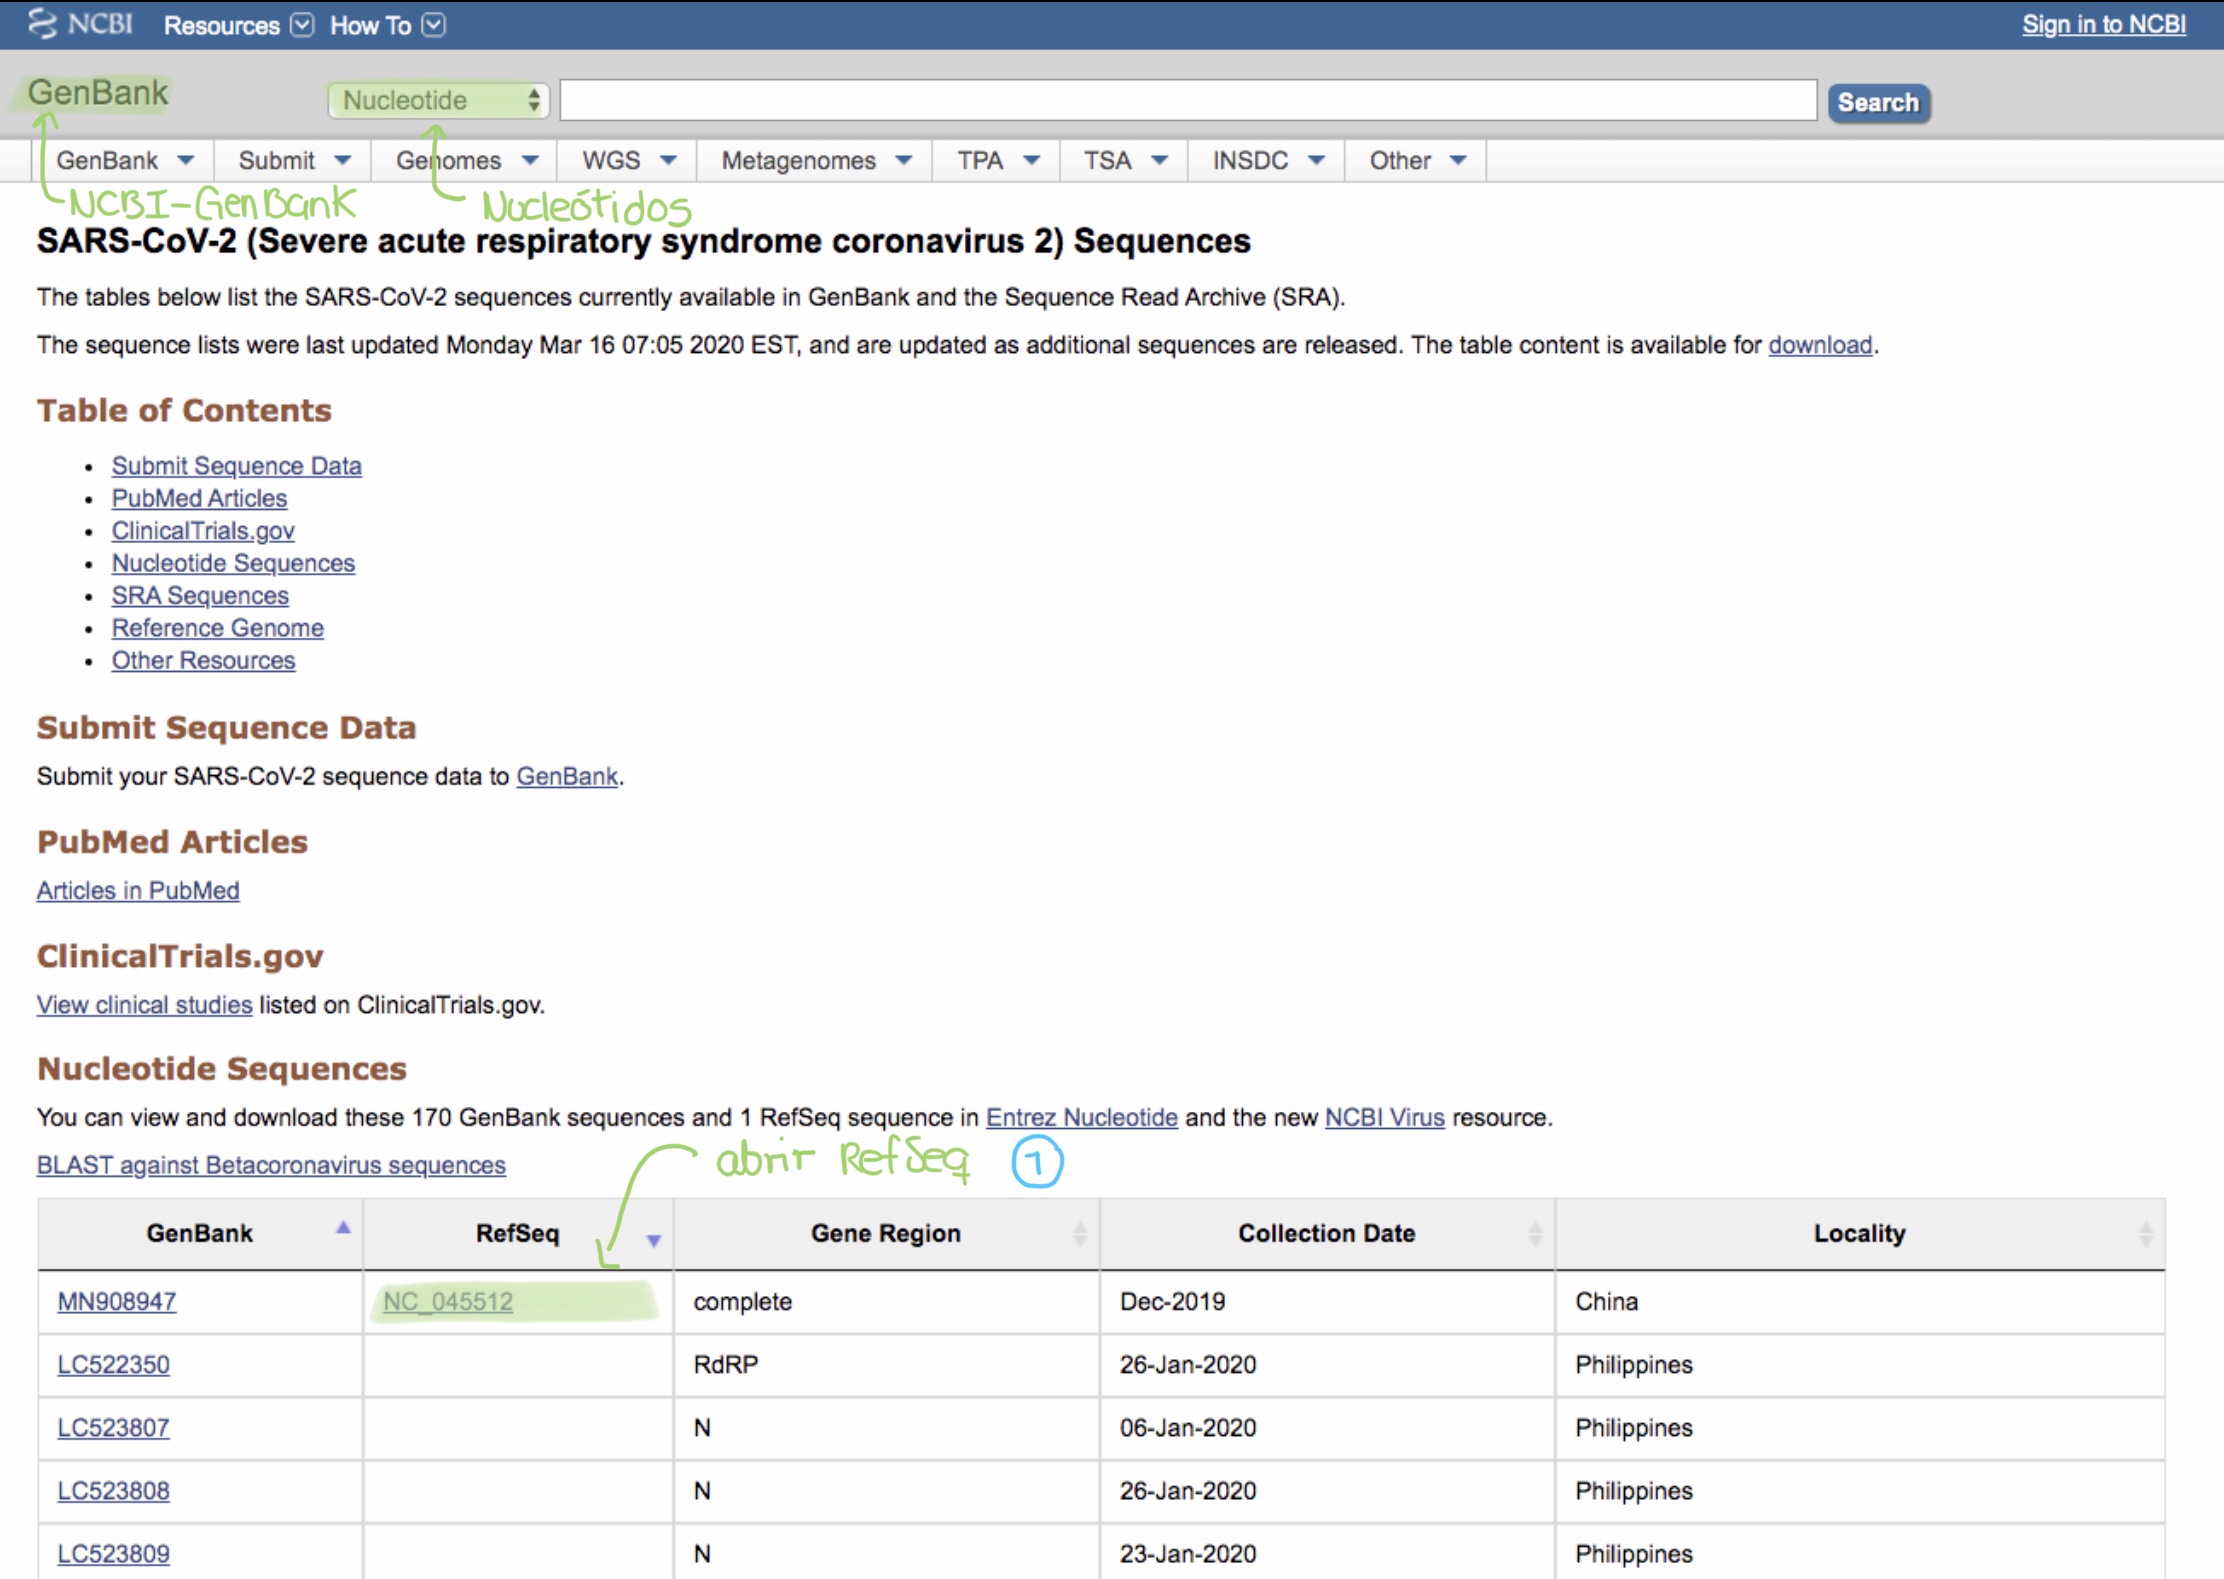 NCBI Resources How To Sign in to NCBI
GenBank Nucleotide Search
GenBank Submit Genomes WGS Metagenomes TPA TSA INSDC Other
NCBI-GenBank Nucleótidos
SARS-CoV-2 (Severe acute respiratory syndrome coronavirus 2) Sequences
The tables below list the SARS-CoV-2 sequences currently available in GenBank and the Sequence Read Archive (SRA).
The sequence lists were last updated Monday Mar 16 07:05 2020 EST, and are updated as additional sequences are released. The table content is available for download.
Table of Contents
• Submit Sequence Data
• PubMed Articles
• ClinicalTrials.gov
• Nucleotide Sequences
• SRA Sequences
• Reference Genome
• Other Resources
Submit Sequence Data
Submit your SARS-CoV-2 sequence data to GenBank.
PubMed Articles
Articles in PubMed
ClinicalTrials.gov
View clinical studies listed on ClinicalTrials.gov.
Nucleotide Sequences
You can view and download these 170 GenBank sequences and 1 RefSeq sequence in Entrez Nucleotide and the new NCBI Virus resource.
BLAST against Betacoronavirus sequences
abrir RefSeq 1
GenBank RefSeq Gene Region Collection Date Locality
MN908947 NC_045512 complete Dec-2019 China
LC522350 RdRP 26-Jan-2020 Philippines
LC523807 N 06-Jan-2020 Philippines
LC523808 N 26-Jan-2020 Philippines
LC523809 N 23-Jan-2020 Philippines